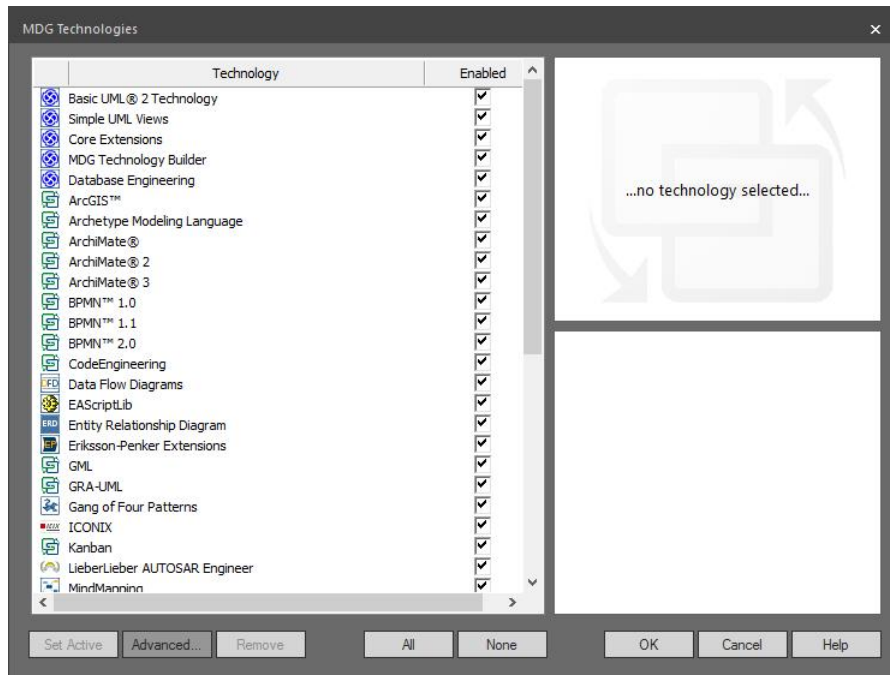 MDG Technologies
Technology Enabled
Basic UML® 2 Technology
Simple UML Views
Core Extensions
MDG Technology Builder
Database Engineering
ArcGIS™
Archetype Modeling Language
ArchiMate®
ArchiMate® 2
ArchiMate® 3
BPMN™ 1.0
BPMN™ 1.1
BPMN™ 2.0
CodeEngineering
Data Flow Diagrams
EAScriptLib
ERD Entity Relationship Diagram
Eriksson-Penker Extensions
GML
GRA-UML
Gang of Four Patterns
ICONIX
Kanban
LieberLieber AUTOSAR Engineer
MindMapping
...no technology selected...
Set Active Advanced... Remove All None OK Cancel Help